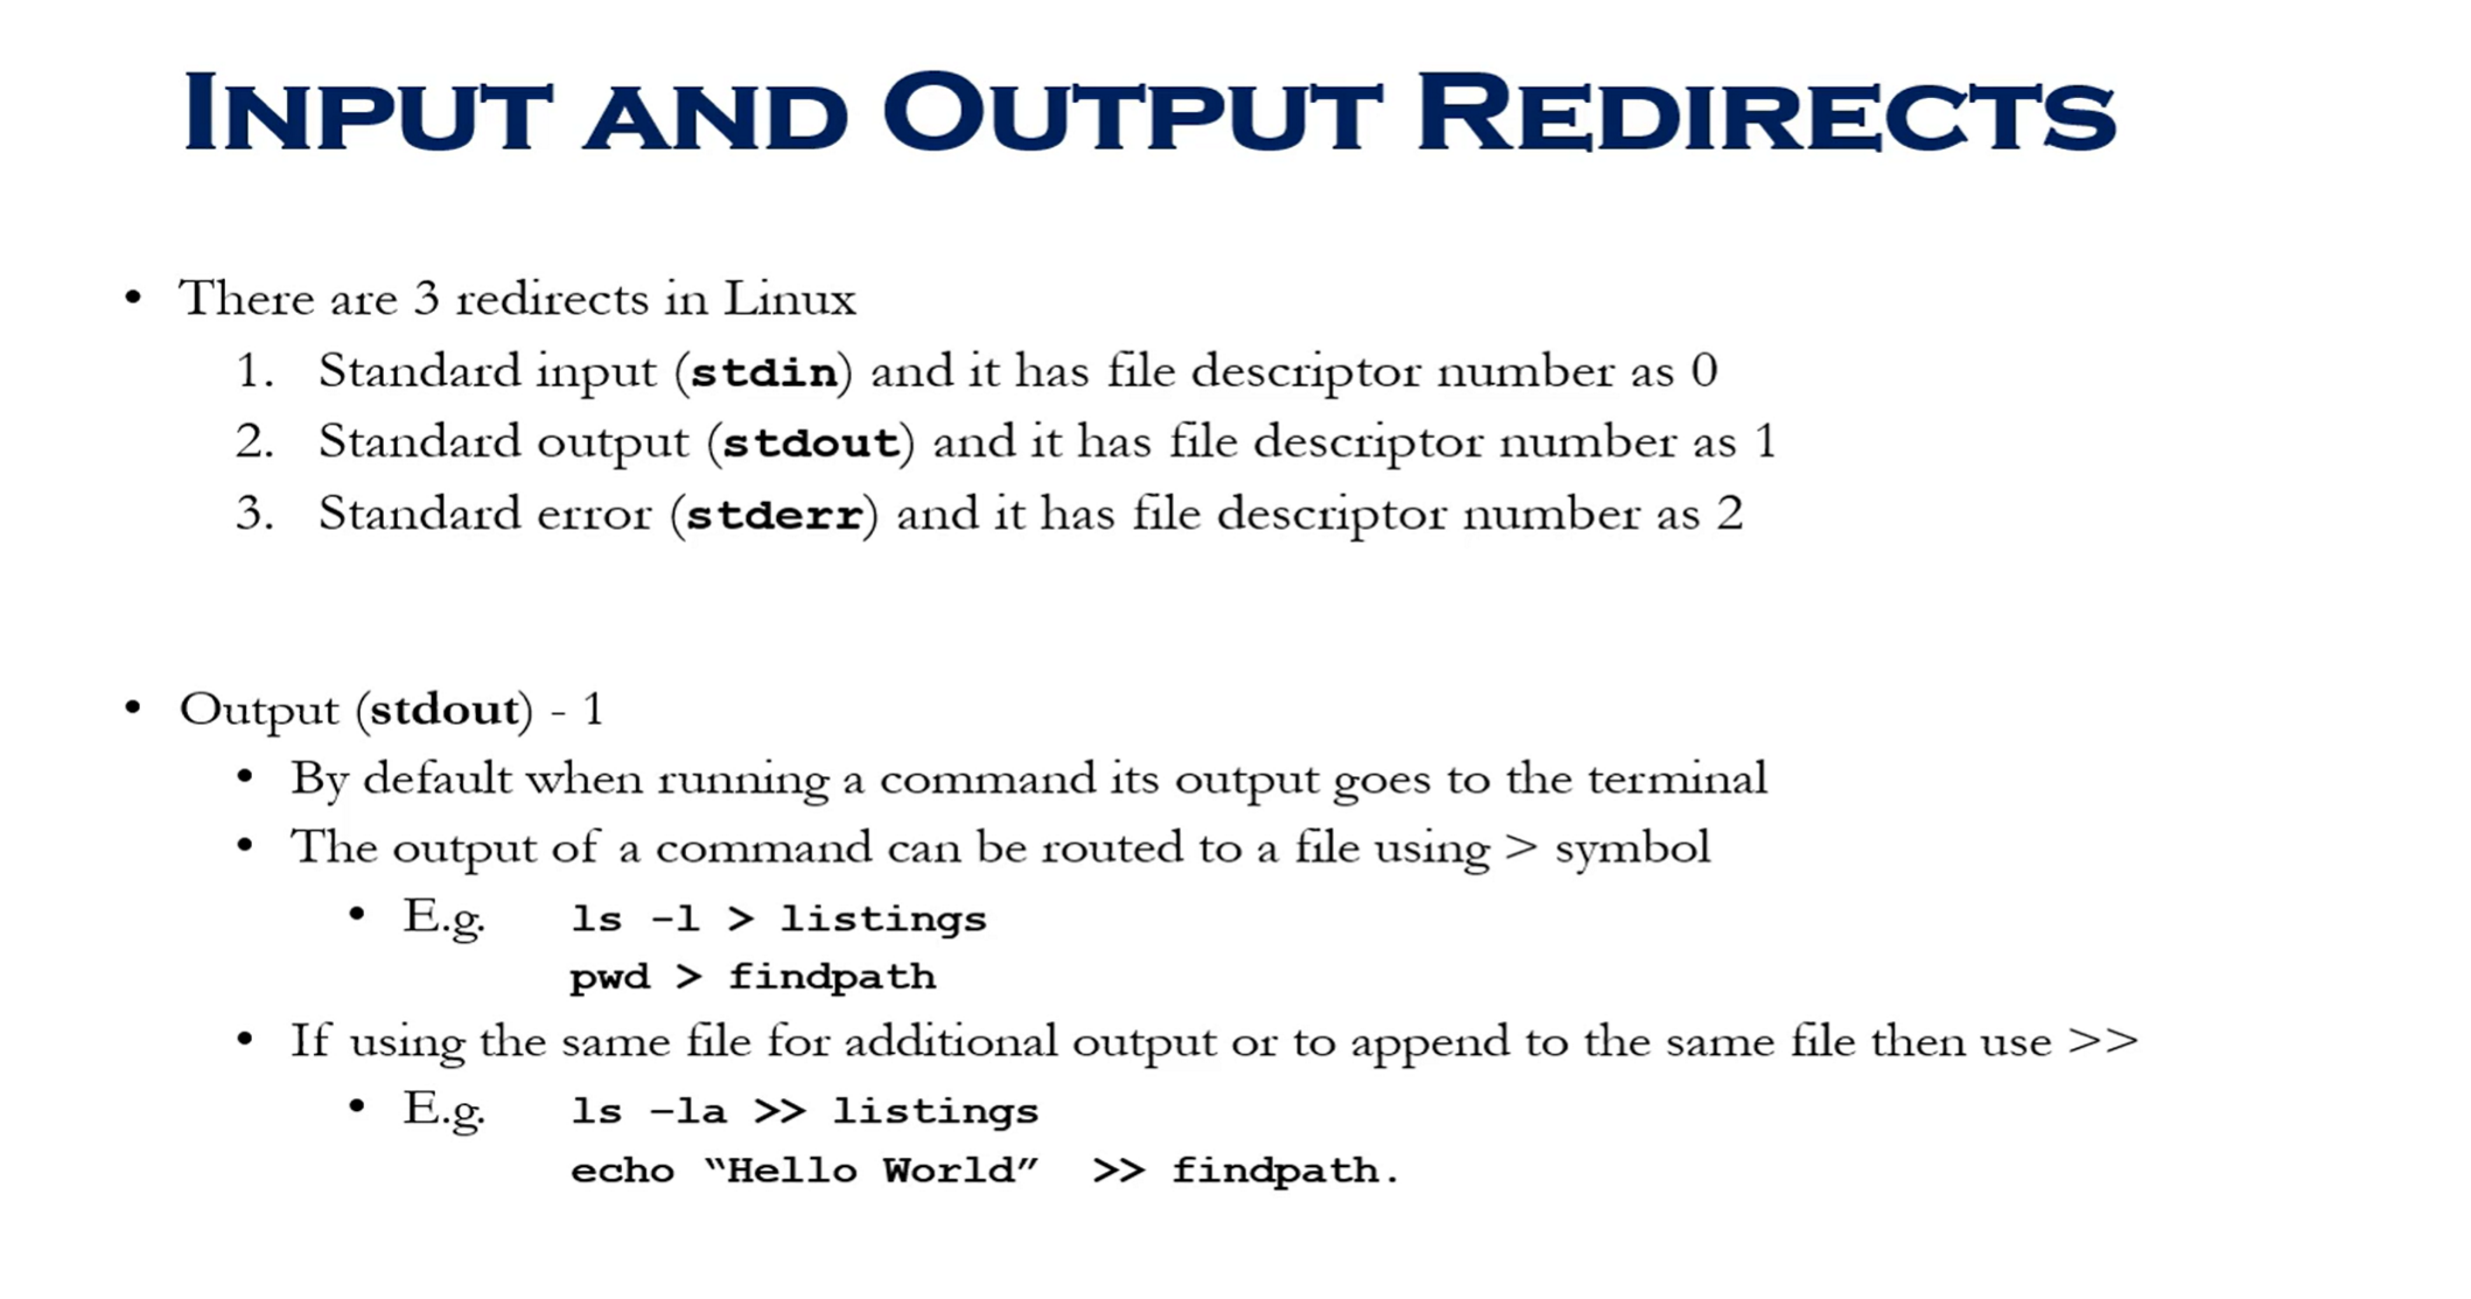 INPUT AND OUTPUT REDIRECTS
• There are 3 redirects in Linux
1. Standard input (stdin) and it has file descriptor number as 0
2. Standard output (stdout) and it has file descriptor number as 1
3. Standard error (stderr) and it has file descriptor number as 2
• Output (stdout) - 1
• By default when running a command its output goes to the terminal
• The output of a command can be routed to a file using > symbol
• E.g. ls -l > listings
pwd > findpath
• If using the same file for additional output or to append to the same file then use >>
• E.g. ls –la >> listings
echo “Hello World” >> findpath.